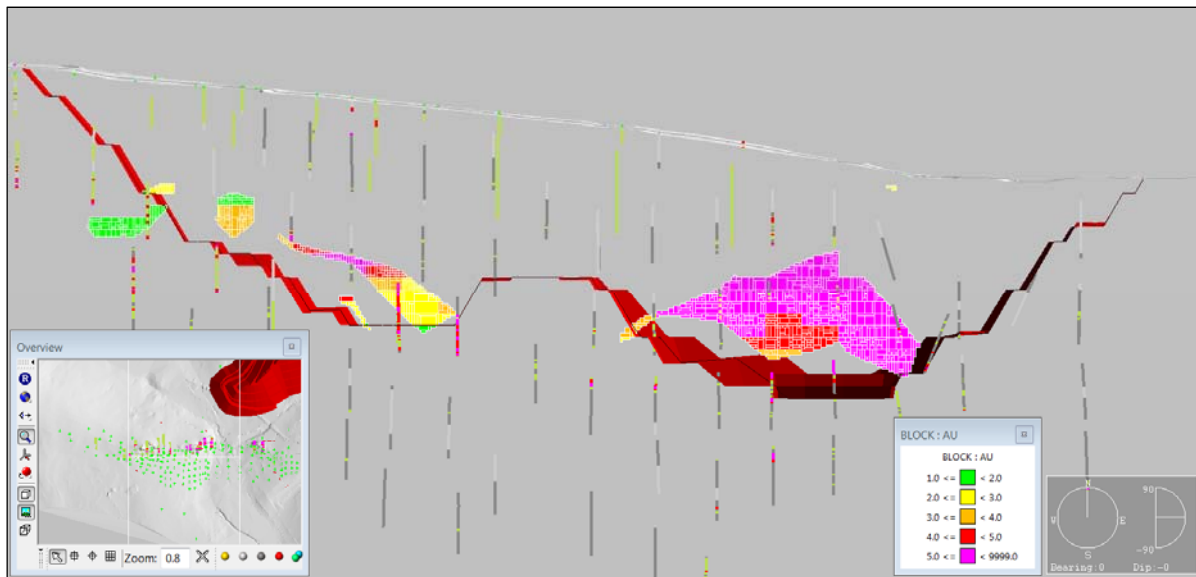 Overview
R
Zoom: 0.8
BLOCK : AU
BLOCK : AU
1.0 <= < 2.0
2.0 <= < 3.0
3.0 <= < 4.0
4.0 <= < 5.0
5.0 <= < 9999.0
N
W E
S
90
-90
Bearing:0 Dip:-0